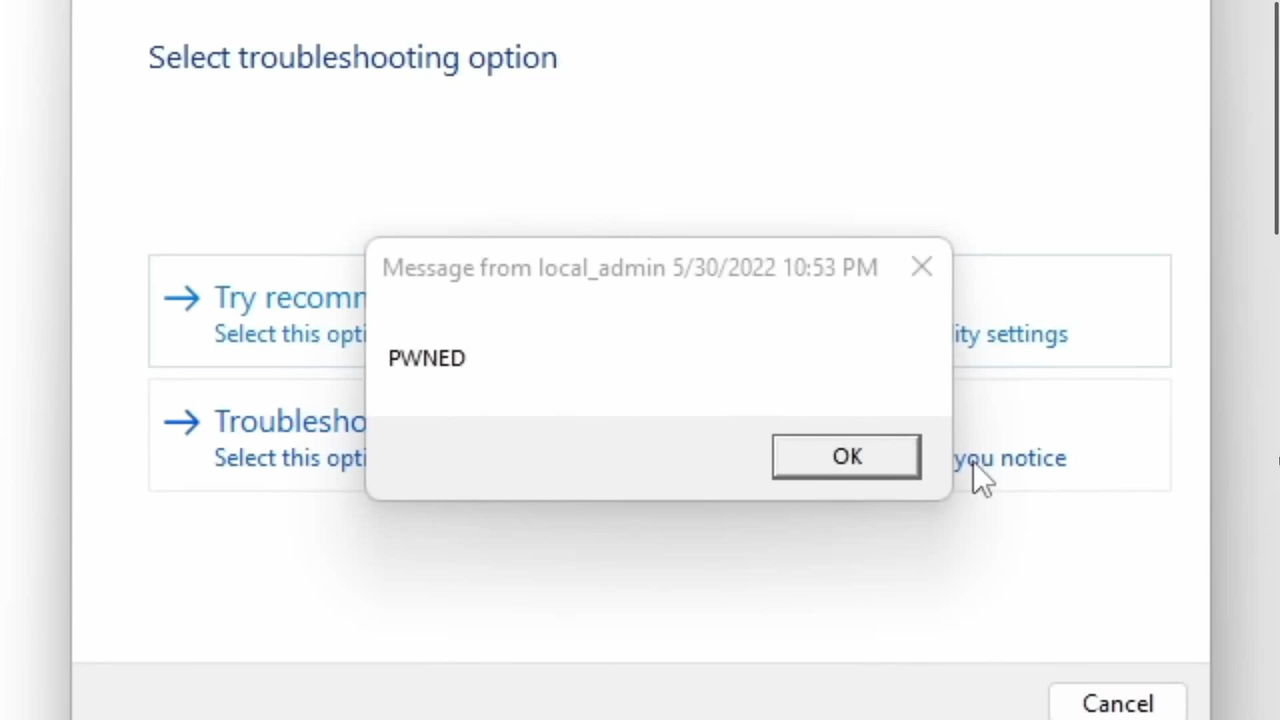 Select troubleshooting option
Message from local_admin 5/30/2022 10:53 PM
Try recomm
Select this opti
ity settings
PWNED
Troublesho
Select this opti
you notice
OK
Cancel